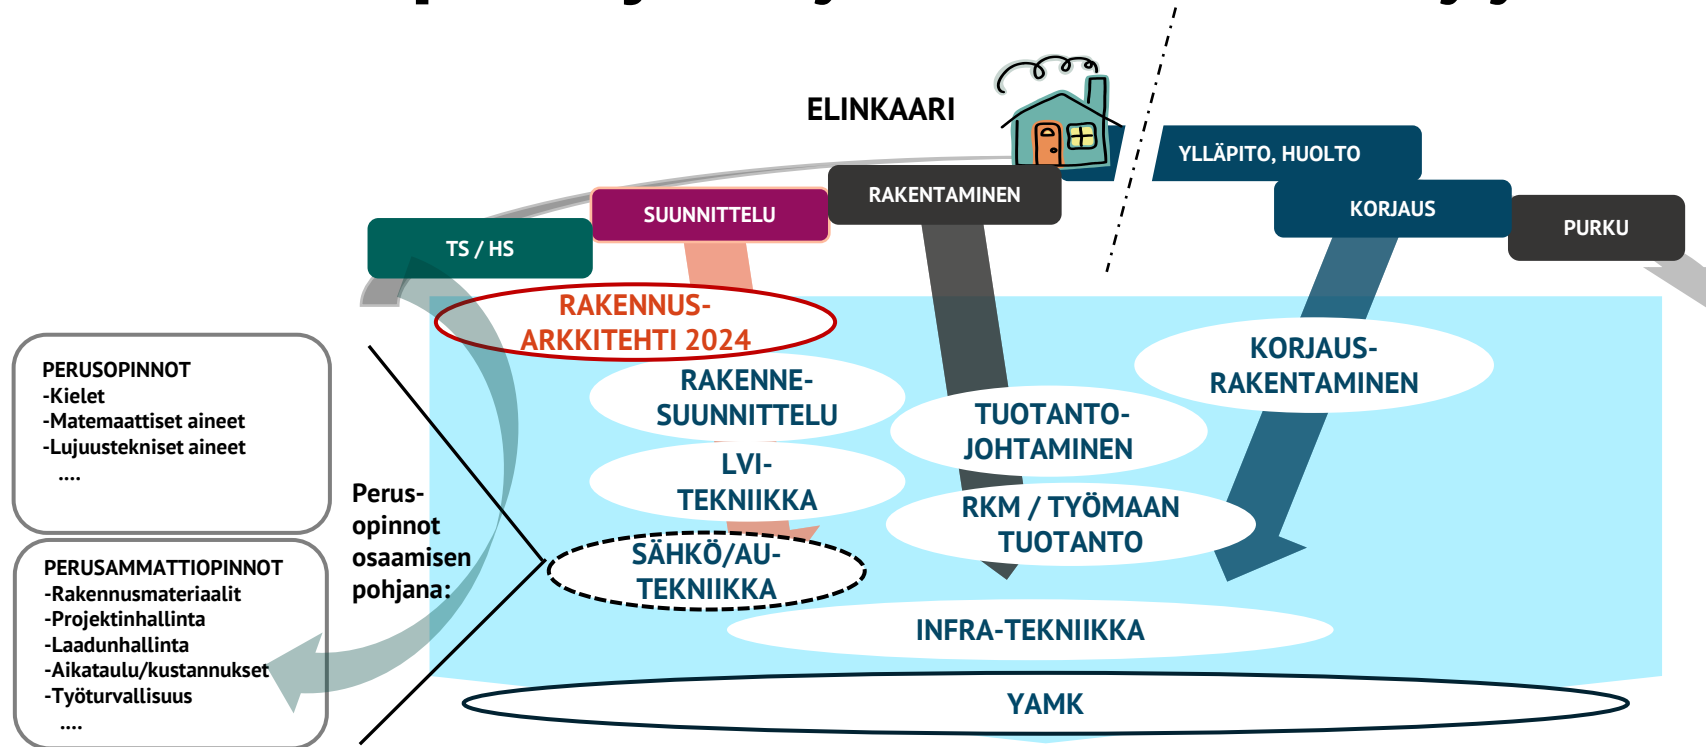 ELINKAARI
YLLÄPITO, HUOLTO
RAKENTAMINEN
SUUNNITTELU
KORJAUS
PURKU
TS / HS
RAKENNUS-
ARKKITEHTI 2024
KORJAUS-
RAKENTAMINEN
RAKENNE-
SUUNNITTELU
TUOTANTO-
JOHTAMINEN
LVI-
TEKNIIKKA
RKM / TYÖMAAN
TUOTANTO
SÄHKÖ/AU-
TEKNIIKKA
INFRA-TEKNIIKKA
YAMK
PERUSOPINNOT
-Kielet
-Matemaattiset aineet
-Lujuustekniset aineet
....
Perus-
opinnot
osaamisen
pohjana:
PERUSAMMATTIOPINNOT
-Rakennusmateriaalit
-Projektinhallinta
-Laadunhallinta
-Aikataulu/kustannukset
-Työturvallisuus
....